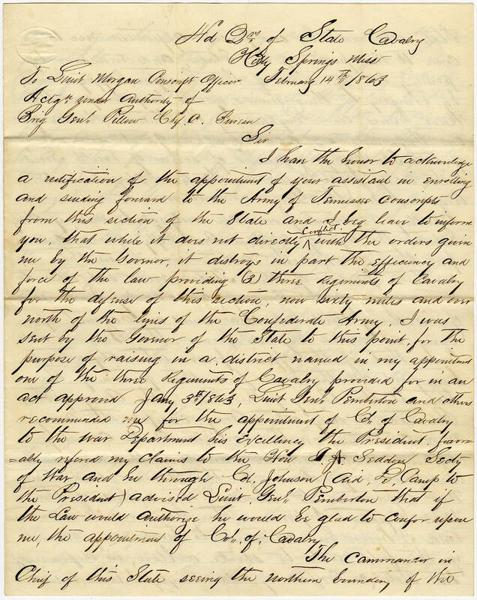 Hd Qrs of State Cavalry
Holly Springs Miss
February 14th /863
To Lieut Morgan Conscript Officer
Actg under Authority of
Brig Genl Pillow Chf. C. Bureau
Sir
I have the honor to acknowledge
a notification of the appointment of your assistant in enrolling
and sending forward to the Army of Tennessee conscripts
from this section of the State and I beg leave to inform
you, that while it does not directly conflict with the orders given
me by the Govenor, it destroys in part the efficiency and
force of the law providing (3) three regiments of Cavalry
for the defense of this section, now sixty miles and over
north of the lines of the Confederate Army. I was
sent by the Govenor of the State to this point, for the
purpose of raising in a district named in my appointment
one of the three Regiments of Cavalry provided for in an
act approved Jany 3rd /863. Lieut Genl Pemberton and others
recommended me for the appointment of Col of Cavalry
to the War Department his Excellency the President favor-
=ably referd my claims to the Hon J A Seddon Secty
of War and he through Col. Johnson (Aid De Camp to
the President) advised Lieut. Genl Pemberton that if
the Law would Authorize he would be glad to confer upon
me, the appointment of Col. of. Cavalry
The Commander in
Chief of this State seeing the northern boundery of the